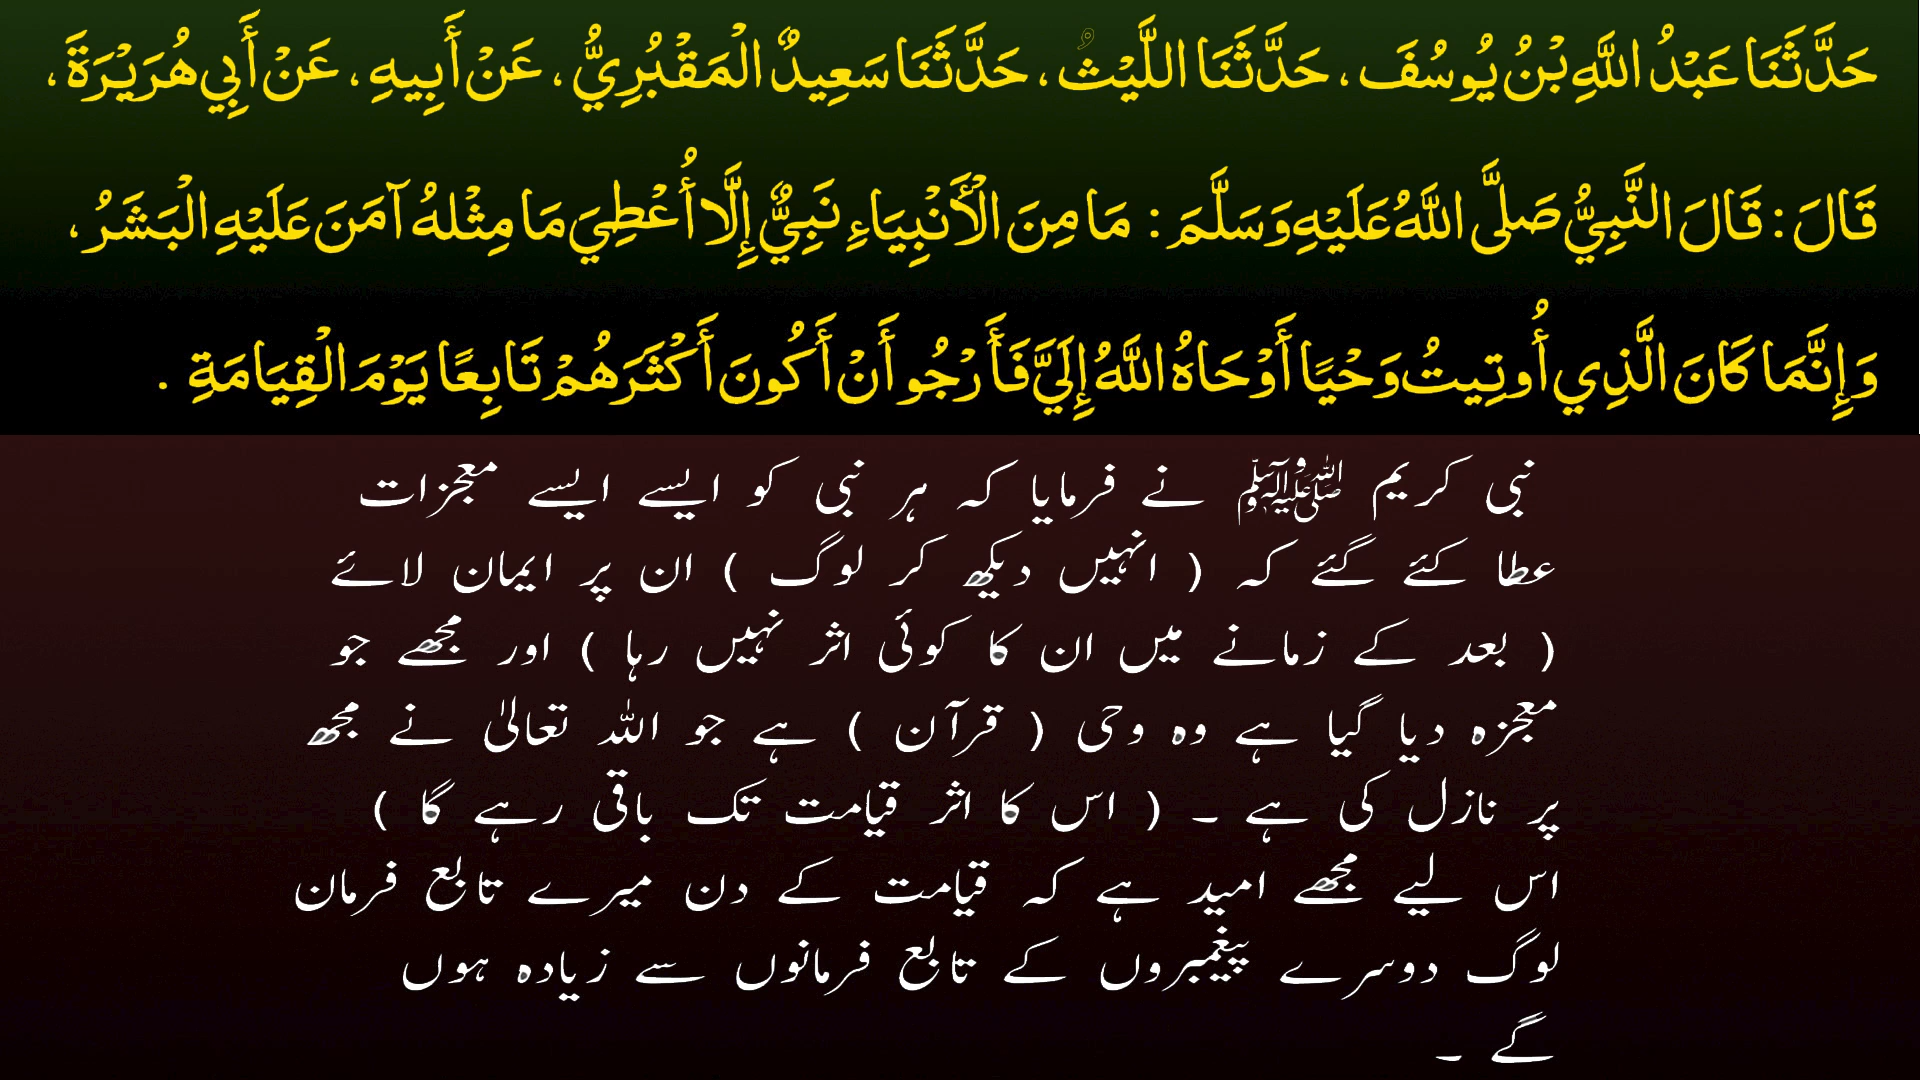 حَدَّثَنَا عَبْدُ اللَّهِ بْنُ يُوسُفَ ، حَدَّثَنَا اللَّيْثُ ، حَدَّثَنَا سَعِيدٌ الْمَقْبُرِيُّ ، عَنْ أَبِيهِ ، عَنْ أَبِي هُرَيْرَةَ ،
قَالَ : قَالَ النَّبِيُّ صَلَّى اللَّهُ عَلَيْهِ وَسَلَّمَ : مَا مِنَ الْأَنْبِيَاءِ نَبِيٌّ إِلَّا أُعْطِيَ مَا مِثْلهُ آمَنَ عَلَيْهِ الْبَشَرُ ،
وَإِنَّمَا كَانَ الَّذِي أُوتِيتُ وَحْيًا أَوْحَاهُ اللَّهُ إِلَيَّ فَأَرْجُو أَنْ أَكُونَ أَكْثَرَهُمْ تَابِعًا يَوْمَ الْقِيَامَةِ .
نبی کریم ﷺ نے فرمایا کہ ہر نبی کو ایسے ایسے معجزات
عطا کئے گئے کہ ( انہیں دیکھ کر لوگ ) ان پر ایمان لائے
( بعد کے زمانے میں ان کا کوئی اثر نہیں رہا ) اور مجھے جو
معجزہ دیا گیا ہے وہ وحی ( قرآن ) ہے جو اللہ تعالیٰ نے مجھ
پر نازل کی ہے ۔ ( اس کا اثر قیامت تک باقی رہے گا )
اس لیے مجھے امید ہے کہ قیامت کے دن میرے تابع فرمان
لوگ دوسرے پیغمبروں کے تابع فرمانوں سے زیادہ ہوں
گے ۔